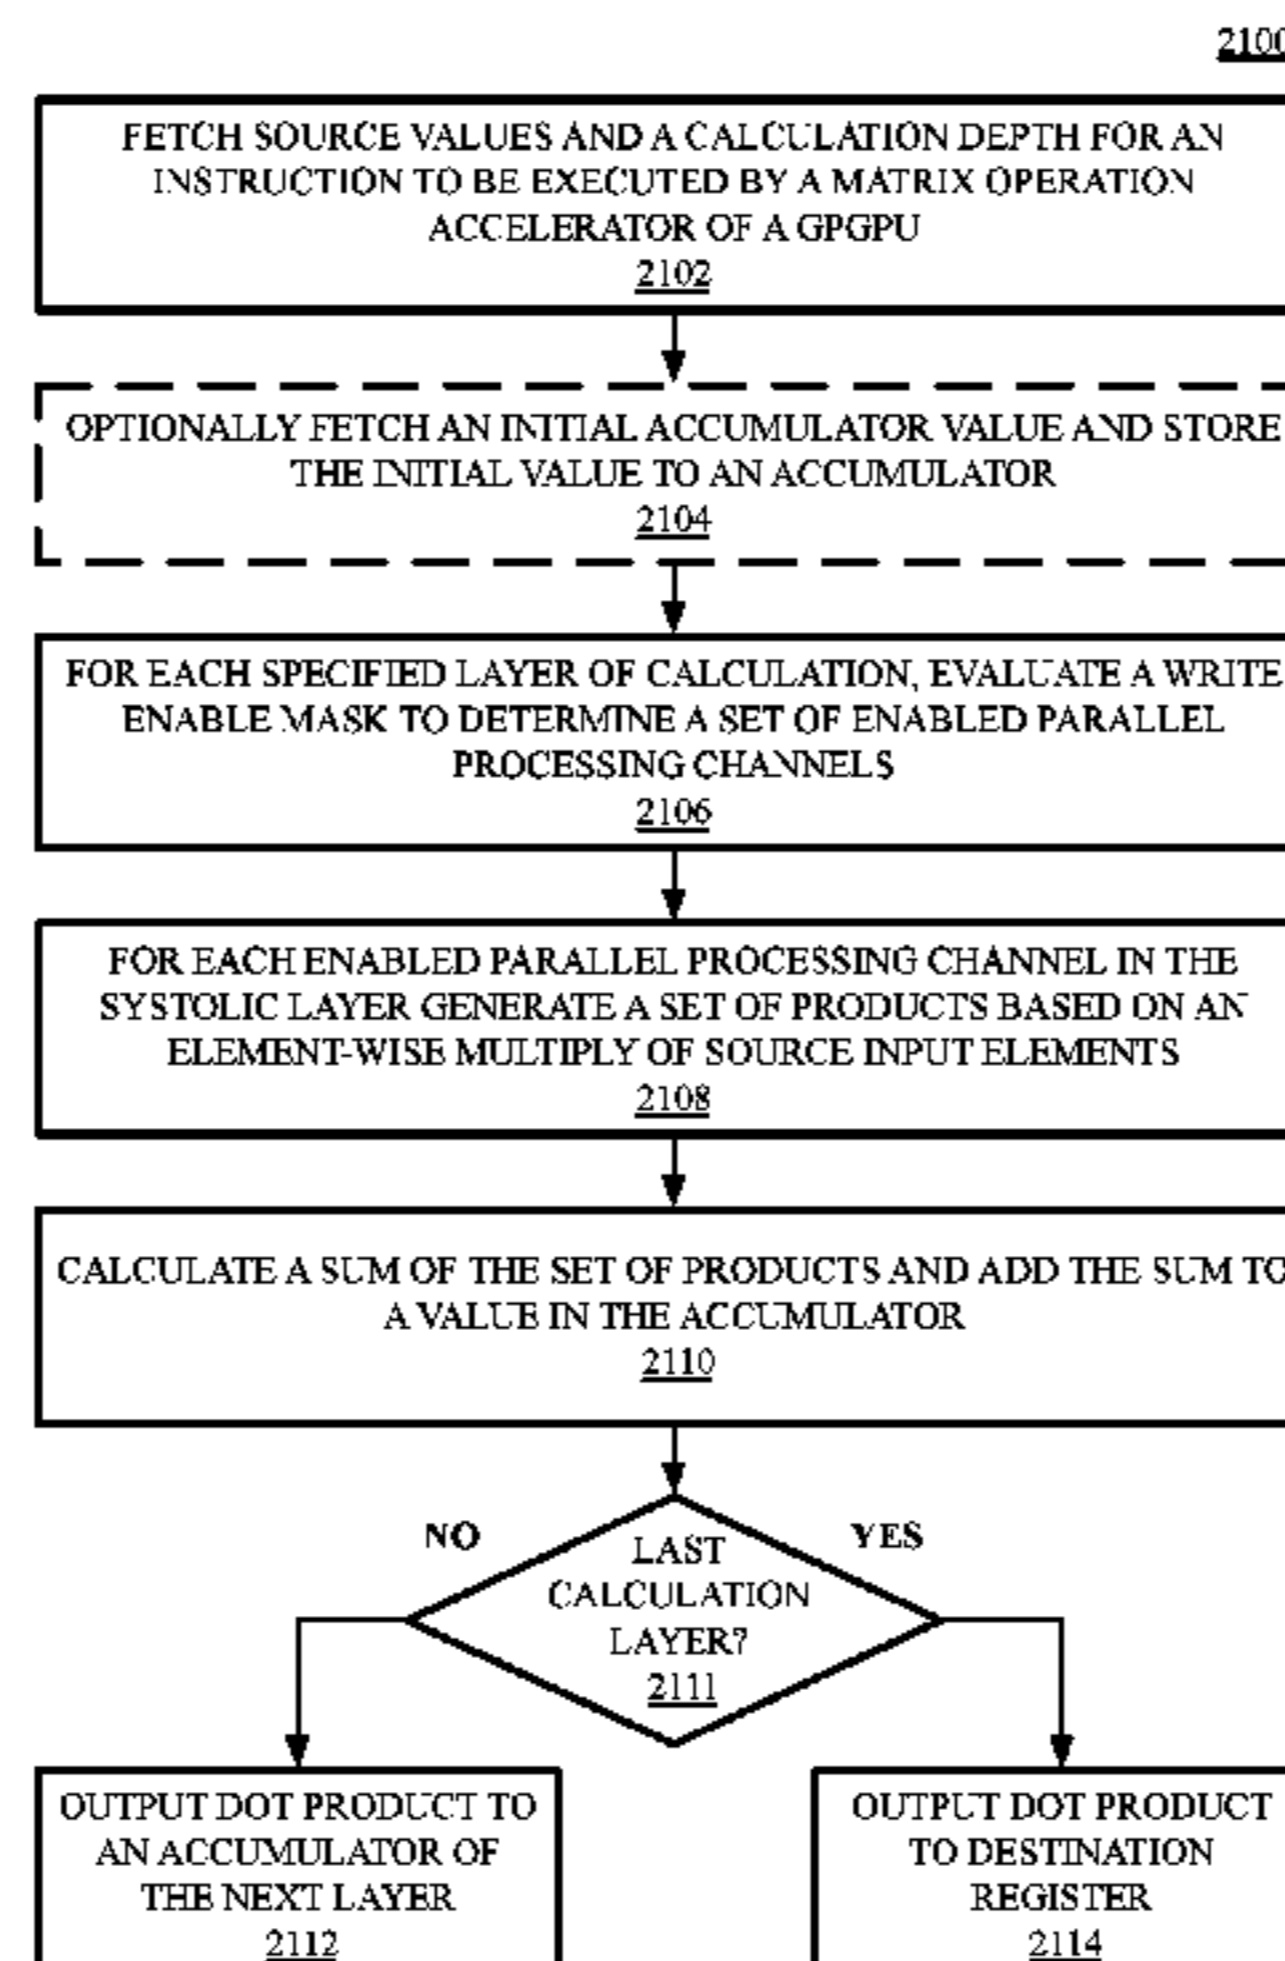 2100
FETCH SOURCE VALUES AND A CALCULATION DEPTH FOR AN
INSTRUCTION TO BE EXECUTED BY A MATRIX OPERATION
ACCELERATOR OF A GPGPU
2102
OPTIONALLY FETCH AN INITIAL ACCUMULATOR VALUE AND STORE
THE INITIAL VALUE TO AN ACCUMULATOR
2104
FOR EACH SPECIFIED LAYER OF CALCULATION, EVALUATE A WRITE
ENABLE MASK TO DETERMINE A SET OF ENABLED PARALLEL
PROCESSING CHANNELS
2106
FOR EACH ENABLED PARALLEL PROCESSING CHANNEL IN THE
SYSTOLIC LAYER GENERATE A SET OF PRODUCTS BASED ON AN
ELEMENT-WISE MULTIPLY OF SOURCE INPUT ELEMENTS
2108
CALCULATE A SUM OF THE SET OF PRODUCTS AND ADD THE SUM TO
A VALUE IN THE ACCUMULATOR
2110
NO
YES
LAST
CALCULATION
LAYER?
2111
OUTPUT DOT PRODUCT TO
AN ACCUMULATOR OF
THE NEXT LAYER
2112
OUTPUT DOT PRODUCT
TO DESTINATION
REGISTER
2114